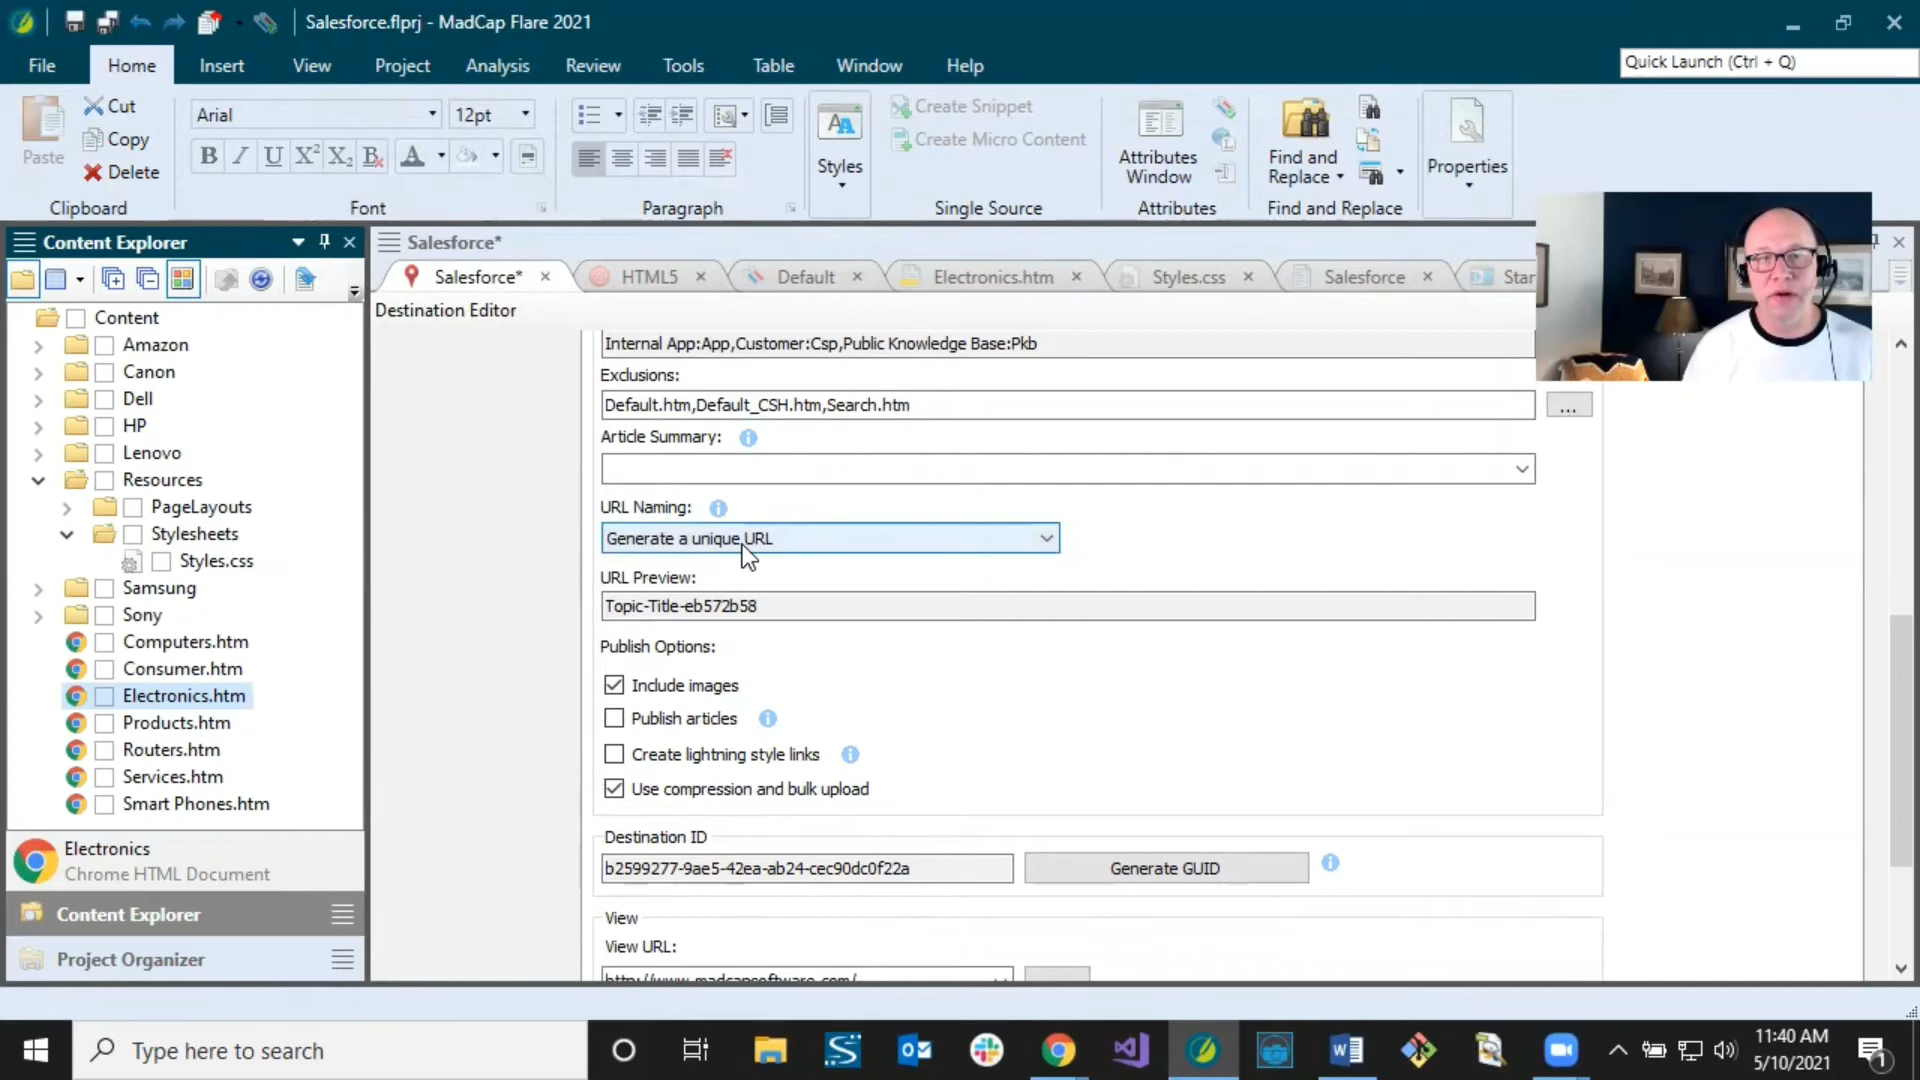 Salesforce.flprj - MadCap Flare 2021
File Home Insert View Project Analysis Review Tools Table Window Help
Quick Launch (Ctrl + Q)
Paste
Cut
Copy
Delete
Clipboard
Arial 12pt
B I U X² X₂ B A
Font
Paragraph
Styles
Create Snippet
Create Micro Content
Single Source
Attributes Window
Attributes
Find and Replace
Find and Replace
Properties
Content Explorer
Content
Amazon
Canon
Dell
HP
Lenovo
Resources
PageLayouts
Stylesheets
Styles.css
Samsung
Sony
Computers.htm
Consumer.htm
Electronics.htm
Products.htm
Routers.htm
Services.htm
Smart Phones.htm
Electronics
Chrome HTML Document
Content Explorer
Project Organizer
Salesforce*
Salesforce* HTML5 Default Electronics.htm Styles.css Salesforce Star
Destination Editor
Internal App:App,Customer:Csp,Public Knowledge Base:Pkb
Exclusions:
Default.htm,Default_CSH.htm,Search.htm
...
Article Summary:
URL Naming:
Generate a unique URL
URL Preview:
Topic-Title-eb572b58
Publish Options:
Include images
Publish articles
Create lightning style links
Use compression and bulk upload
Destination ID
b2599277-9ae5-42ea-ab24-cec90dc0f22a
Generate GUID
View
View URL:
http://www.madcapsoftware.com/
Type here to search
11:40 AM
5/10/2021
1